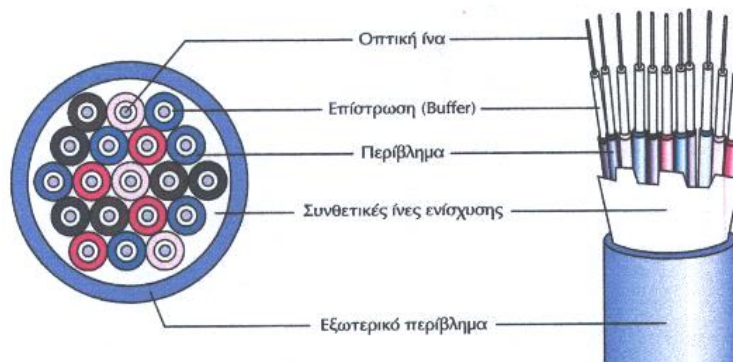 Οπτική ίνα
Επίστρωση (Buffer)
Περίβλημα
Συνθετικές ίνες ενίσχυσης
Εξωτερικό περίβλημα